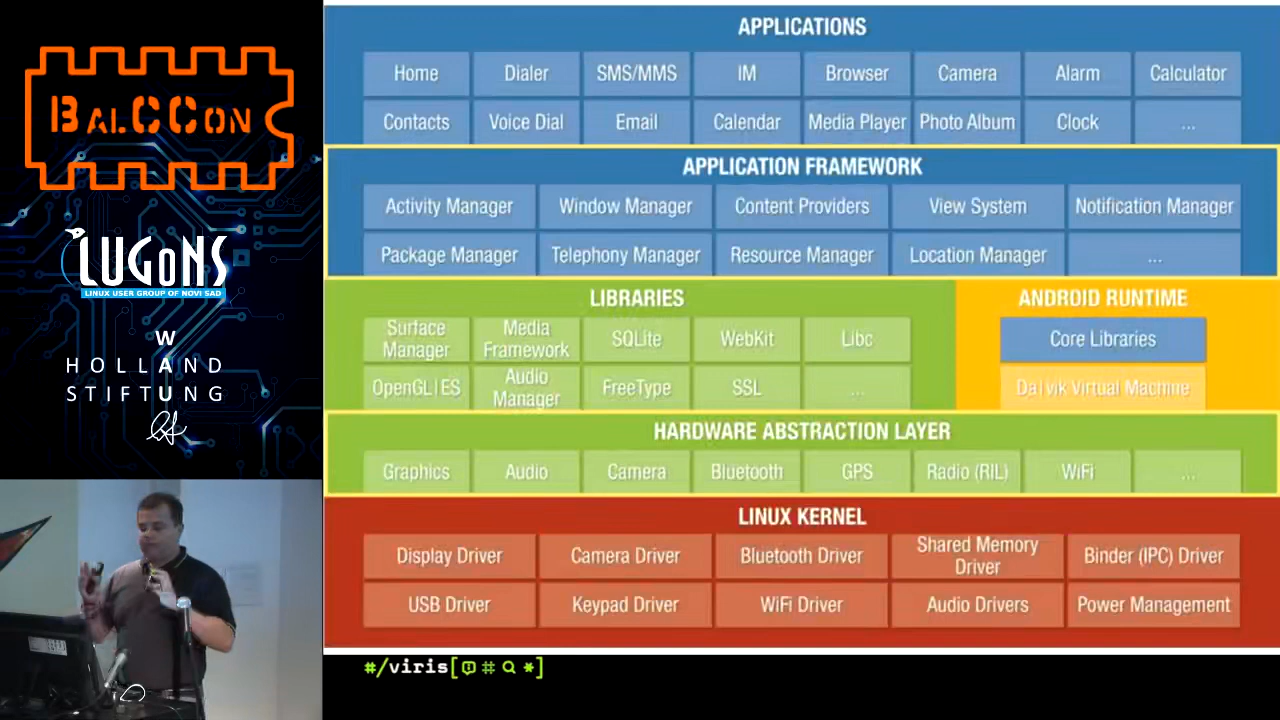 BALCCON
LUGoNS
LINUX USER GROUP OF NOVI SAD
W
HOLLAND
STIFTUNG
APPLICATIONS
Home Dialer SMS/MMS IM Browser Camera Alarm Calculator
Contacts Voice Dial Email Calendar Media Player Photo Album Clock ...
APPLICATION FRAMEWORK
Activity Manager Window Manager Content Providers View System Notification Manager
Package Manager Telephony Manager Resource Manager Location Manager ...
LIBRARIES
Surface Manager Media Framework SQLite WebKit Libc
OpenGL|ES Audio Manager FreeType SSL ...
ANDROID RUNTIME
Core Libraries
Dalvik Virtual Machine
HARDWARE ABSTRACTION LAYER
Graphics Audio Camera Bluetooth GPS Radio (RIL) WiFi ...
LINUX KERNEL
Display Driver Camera Driver Bluetooth Driver Shared Memory Driver Binder (IPC) Driver
USB Driver Keypad Driver WiFi Driver Audio Drivers Power Management
#/viris[# *]